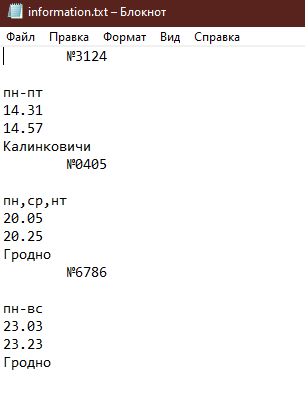 information.txt – Блокнот
Файл Правка Формат Вид Справка
№3124
пн-пт
14.31
14.57
Калинковичи
№0405
пн,ср,нт
20.05
20.25
Гродно
№6786
пн-вс
23.03
23.23
Гродно